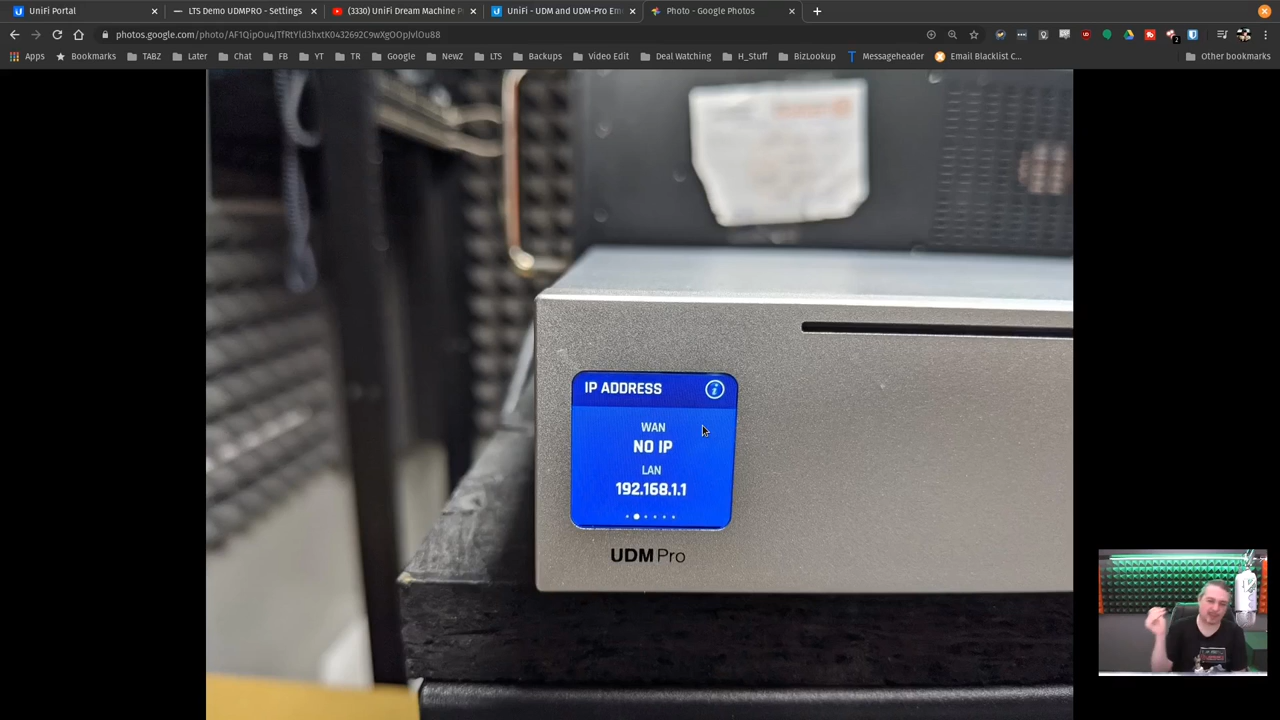 UniFi Portal
LTS Demo UDMPRO - Settings
(3330) UniFi Dream Machine P
UniFi - UDM and UDM-Pro Em
Photo - Google Photos
photos.google.com/photo/
Apps
Bookmarks
TABZ
Later
Chat
FB
YT
TR
Google
NewZ
LTS
Backups
Video Edit
Deal Watching
H_Stuff
BizLookup
Messageheader
Email Blacklist C...
Other bookmarks
IP ADDRESS
WAN
NO IP
LAN
192.168.1.1
UDM Pro